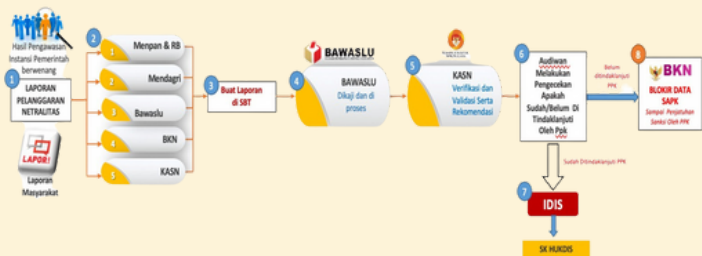 Hasil Pengawasan
Instansi Pemerintah
berwenang
1
LAPORAN
PELANGGARAN
NETRALITAS
LAPOR!
Laporan
Masyarakat
2
1 Menpan & RB
2 Mendagri
3 Bawaslu
4 BKN
5 KASN
3
Buat Laporan
di SBT
BAWASLU
4
BAWASLU
Dikaji dan di
proses
5
KASN
Verifikasi dan
Validasi Serta
Rekomendasi
6
Audiwan
Melakukan
Pengecekan
Apakah
Sudah/Belum Di
Tindaklanjuti
Oleh Ppk
Belum
ditindaklanjuti
PPK
8
BKN
BLOKIR DATA
SAPK
Sampai Penjatuhan
Sanksi Oleh PPK
Sudah Ditindaklanjuti PPK
7
IDIS
SK HUKDIS